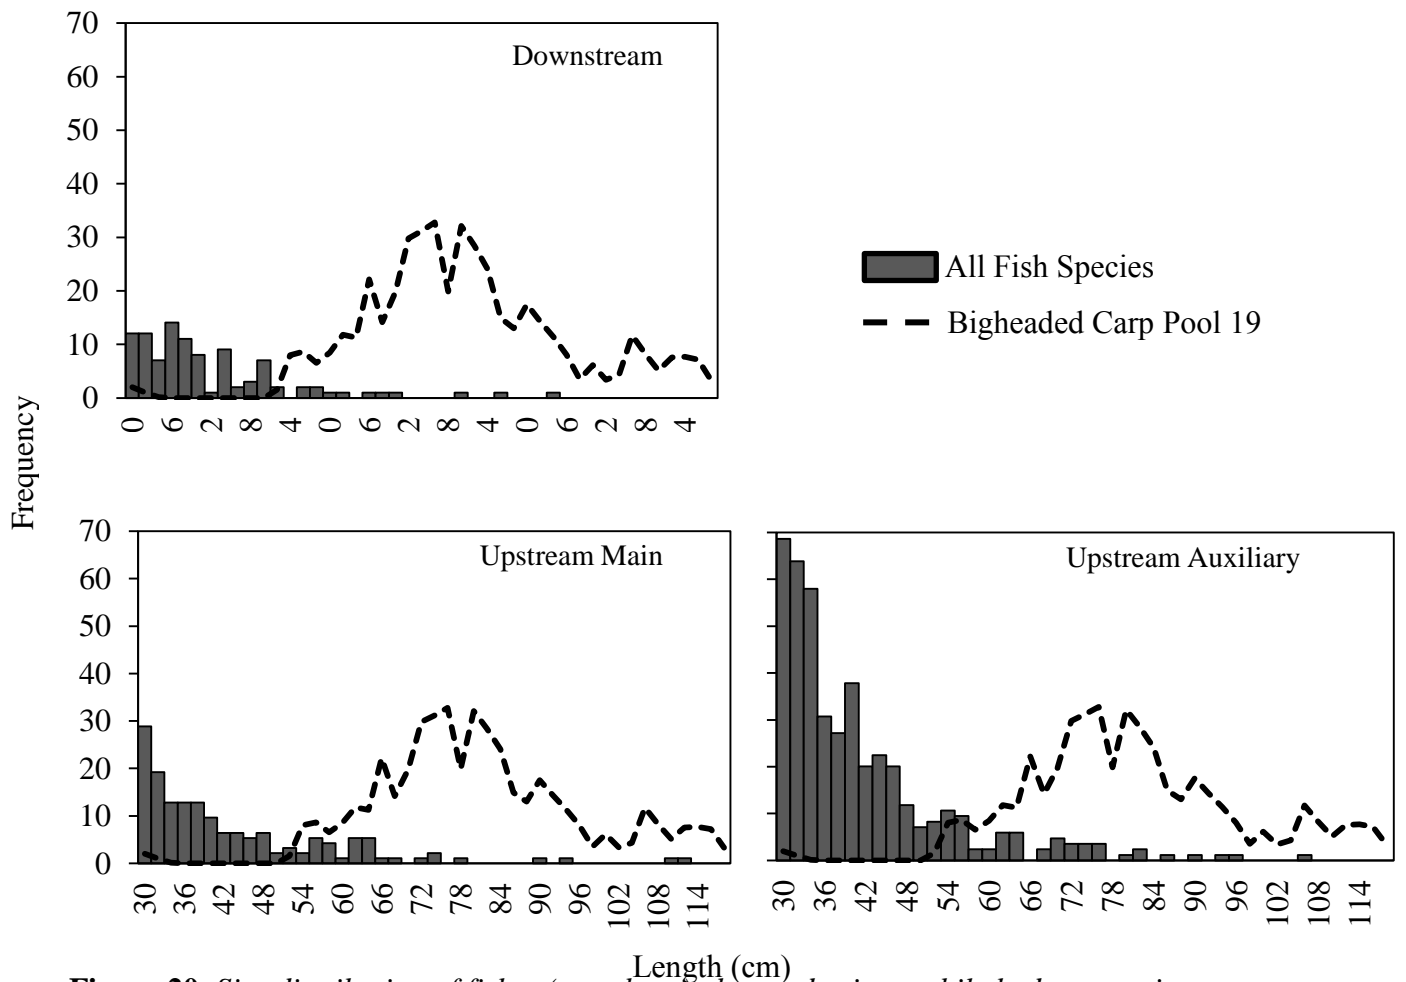 70
60
50
40
30
20
10
0
Downstream
0 6 2 8 4 0 6 2 8 4 0 6 2 8 4
All Fish Species
Bigheaded Carp Pool 19
Frequency
70
60
50
40
30
20
10
0
Upstream Main
30 36 42 48 54 60 66 72 78 84 90 96 102 108 114
Upstream Auxiliary
30 36 42 48 54 60 66 72 78 84 90 96 102 108 114
Length (cm)